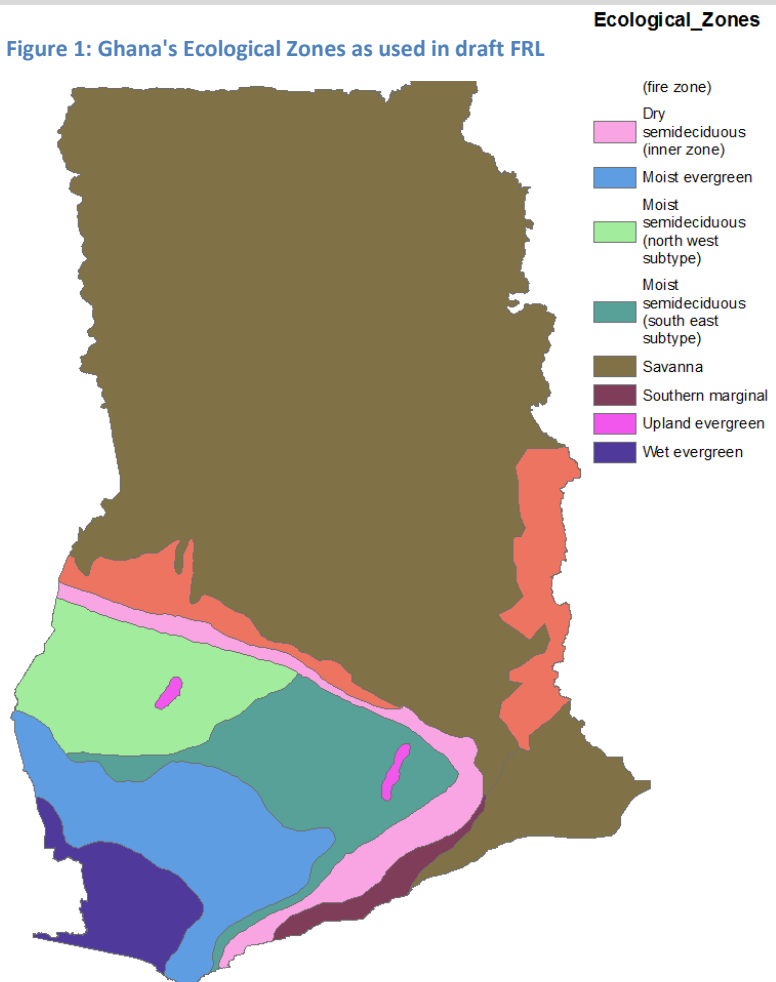 Ecological_Zones
Figure 1: Ghana's Ecological Zones as used in draft FRL
(fire zone)
Dry
semideciduous
(inner zone)
Moist evergreen
Moist
semideciduous
(north west
subtype)
Moist
semideciduous
(south east
subtype)
Savanna
Southern marginal
Upland evergreen
Wet evergreen